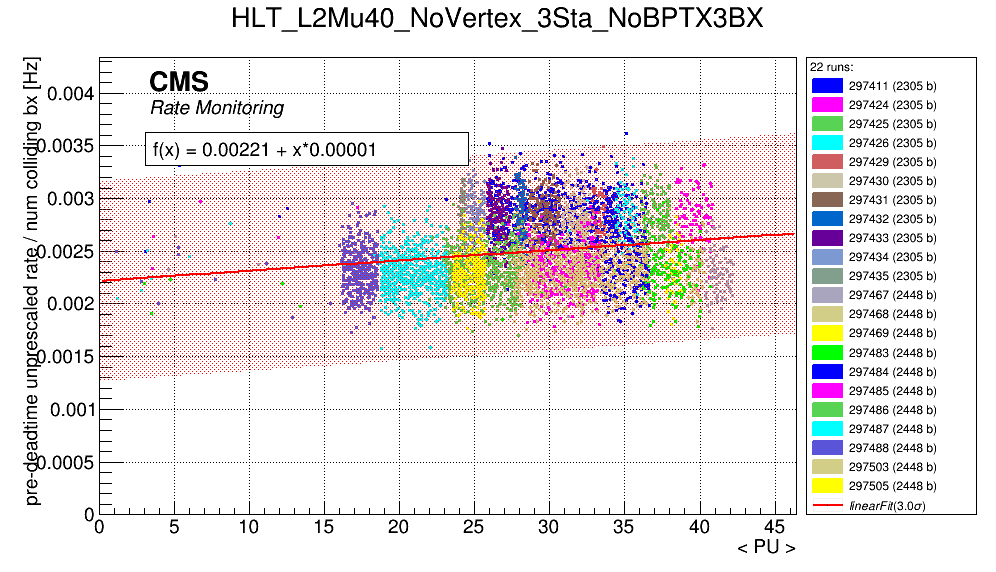 HLT_L2Mu40_NoVertex_3Sta_NoBPTX3BX
pre-deadtime unprescaled rate / num colliding bx [Hz]
CMS
Rate Monitoring
f(x) = 0.00221 + x*0.00001
0.004
0.0035
0.003
0.0025
0.002
0.0015
0.001
0.0005
0
0 5 10 15 20 25 30 35 40 45
< PU >
22 runs:
297411 (2305 b)
297424 (2305 b)
297425 (2305 b)
297426 (2305 b)
297429 (2305 b)
297430 (2305 b)
297431 (2305 b)
297432 (2305 b)
297433 (2305 b)
297434 (2305 b)
297435 (2305 b)
297467 (2448 b)
297468 (2448 b)
297469 (2448 b)
297483 (2448 b)
297484 (2448 b)
297485 (2448 b)
297486 (2448 b)
297487 (2448 b)
297488 (2448 b)
297503 (2448 b)
297505 (2448 b)
linearFit(3.0σ)